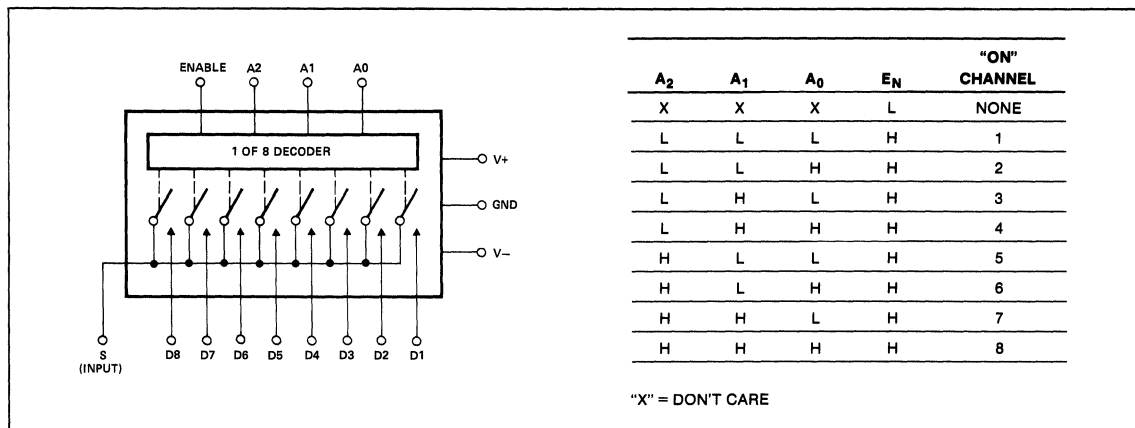 ENABLE A2 A1 A0
1 OF 8 DECODER
V+
GND
V−
S
(INPUT)
D8 D7 D6 D5 D4 D3 D2 D1
A2 A1 A0 EN "ON" CHANNEL
X X X L NONE
L L L H 1
L L H H 2
L H L H 3
L H H H 4
H L L H 5
H L H H 6
H H L H 7
H H H H 8
"X" = DON'T CARE